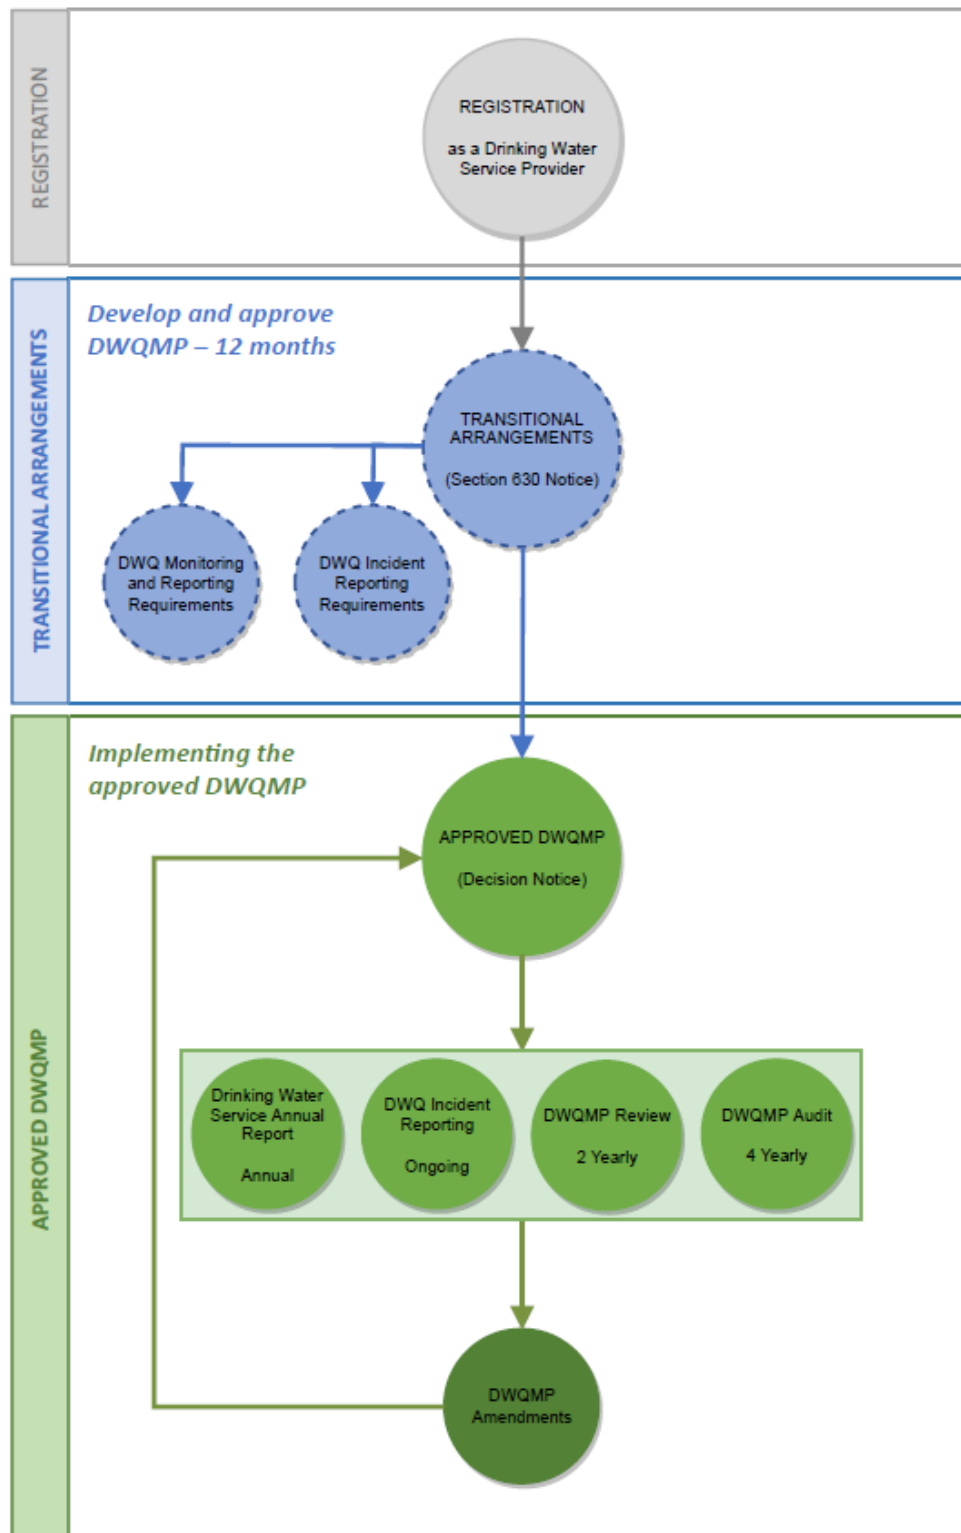 REGISTRATION
REGISTRATION
as a Drinking Water
Service Provider
TRANSITIONAL ARRANGEMENTS
Develop and approve
DWQMP – 12 months
TRANSITIONAL
ARRANGEMENTS
(Section 630 Notice)
DWQ Monitoring
and Reporting
Requirements
DWQ Incident
Reporting
Requirements
APPROVED DWQMP
Implementing the
approved DWQMP
APPROVED DWQMP
(Decision Notice)
Drinking Water
Service Annual
Report
Annual
DWQ Incident
Reporting
Ongoing
DWQMP Review
2 Yearly
DWQMP Audit
4 Yearly
DWQMP
Amendments